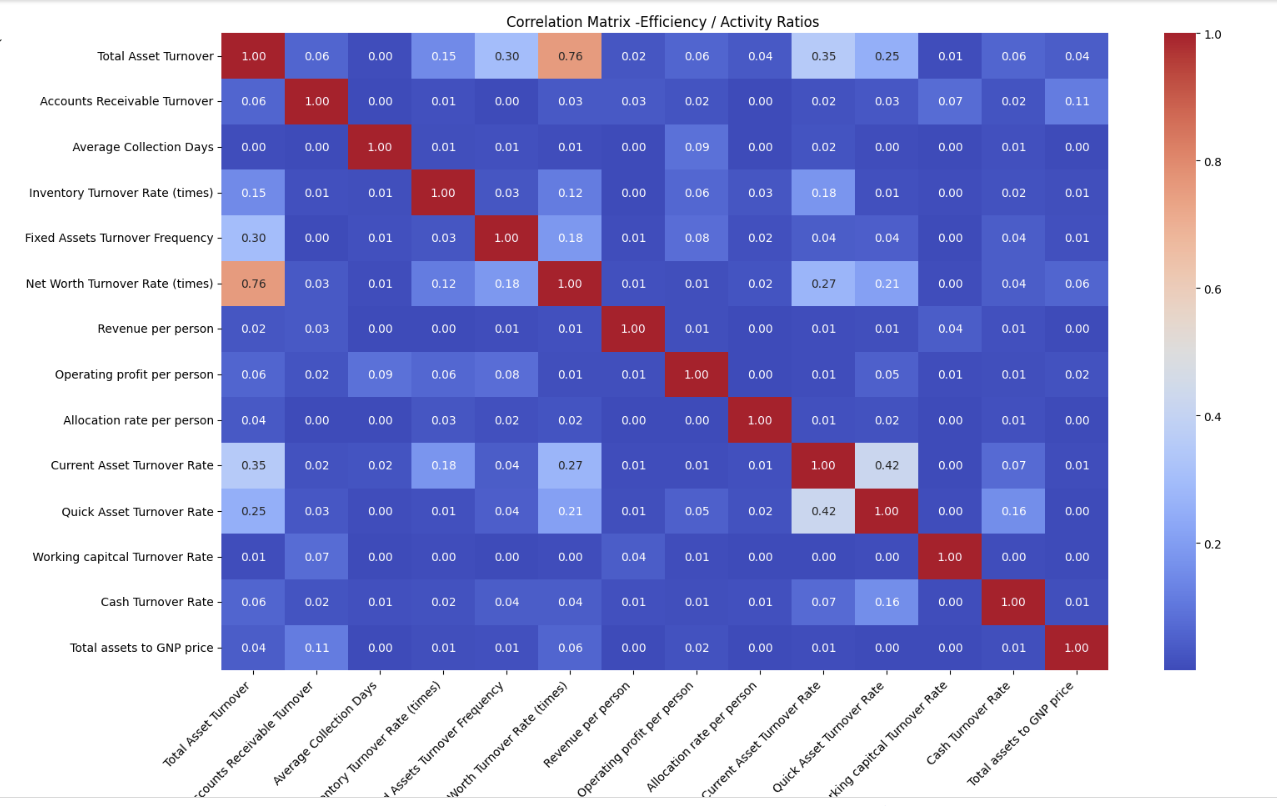 Correlation Matrix -Efficiency / Activity Ratios
Total Asset Turnover 1.00 0.06 0.00 0.15 0.30 0.76 0.02 0.06 0.04 0.35 0.25 0.01 0.06 0.04
Accounts Receivable Turnover 0.06 1.00 0.00 0.01 0.00 0.03 0.03 0.02 0.00 0.02 0.03 0.07 0.02 0.11
Average Collection Days 0.00 0.00 1.00 0.01 0.01 0.01 0.00 0.09 0.00 0.02 0.00 0.00 0.01 0.00
Inventory Turnover Rate (times) 0.15 0.01 0.01 1.00 0.03 0.12 0.00 0.06 0.03 0.18 0.01 0.00 0.02 0.01
Fixed Assets Turnover Frequency 0.30 0.00 0.01 0.03 1.00 0.18 0.01 0.08 0.02 0.04 0.04 0.00 0.04 0.01
Net Worth Turnover Rate (times) 0.76 0.03 0.01 0.12 0.18 1.00 0.01 0.01 0.02 0.27 0.21 0.00 0.04 0.06
Revenue per person 0.02 0.03 0.00 0.00 0.01 0.01 1.00 0.01 0.00 0.01 0.01 0.04 0.01 0.00
Operating profit per person 0.06 0.02 0.09 0.06 0.08 0.01 0.01 1.00 0.00 0.01 0.05 0.01 0.01 0.02
Allocation rate per person 0.04 0.00 0.00 0.03 0.02 0.02 0.00 0.00 1.00 0.01 0.02 0.00 0.01 0.00
Current Asset Turnover Rate 0.35 0.02 0.02 0.18 0.04 0.27 0.01 0.01 0.01 1.00 0.42 0.00 0.07 0.01
Quick Asset Turnover Rate 0.25 0.03 0.00 0.01 0.04 0.21 0.01 0.05 0.02 0.42 1.00 0.00 0.16 0.00
Working capitcal Turnover Rate 0.01 0.07 0.00 0.00 0.00 0.00 0.04 0.01 0.00 0.00 0.00 1.00 0.00 0.00
Cash Turnover Rate 0.06 0.02 0.01 0.02 0.04 0.04 0.01 0.01 0.01 0.07 0.16 0.00 1.00 0.01
Total assets to GNP price 0.04 0.11 0.00 0.01 0.01 0.06 0.00 0.02 0.00 0.01 0.00 0.00 0.01 1.00
Total Asset Turnover
ccounts Receivable Turnover
Average Collection Days
ntory Turnover Rate (times)
d Assets Turnover Frequency
Worth Turnover Rate (times)
Revenue per person
Operating profit per person
Allocation rate per person
Current Asset Turnover Rate
Quick Asset Turnover Rate
rking capitcal Turnover Rate
Cash Turnover Rate
Total assets to GNP price
1.0
0.8
0.6
0.4
0.2